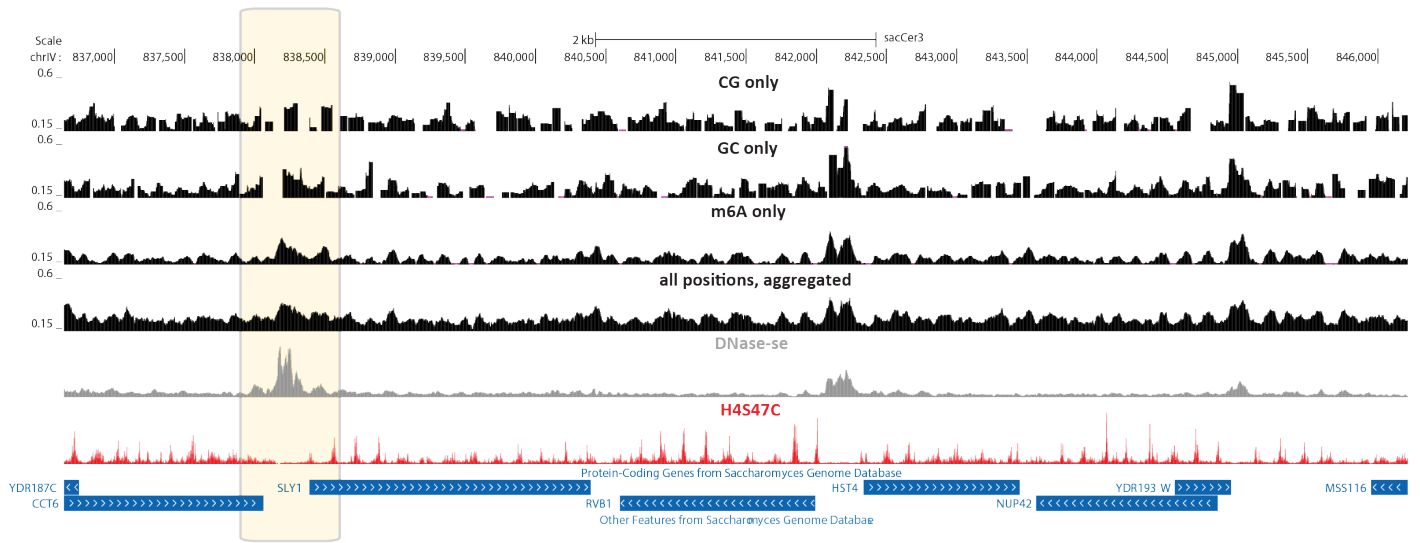 Scale 2 kb sacCer3
chrIV : 837,000 837,500 838,000 838,500 839,000 839,500 840,000 840,500 841,000 841,500 842,000 842,500 843,000 843,500 844,000 844,500 845,000 845,500 846,000
0.6 _
CG only
0.15 _
0.6 _
GC only
0.15 _
0.6 _
m6A only
0.15 _
0.6 _
all positions, aggregated
0.15 _
DNase-se
H4S47C
Protein-Coding Genes from Saccharomyces Genome Database
YDR187C SLY1 HST4 YDR193 W MSS116
CCT6 RVB1 NUP42
Other Features from Saccharomyces Genome Database